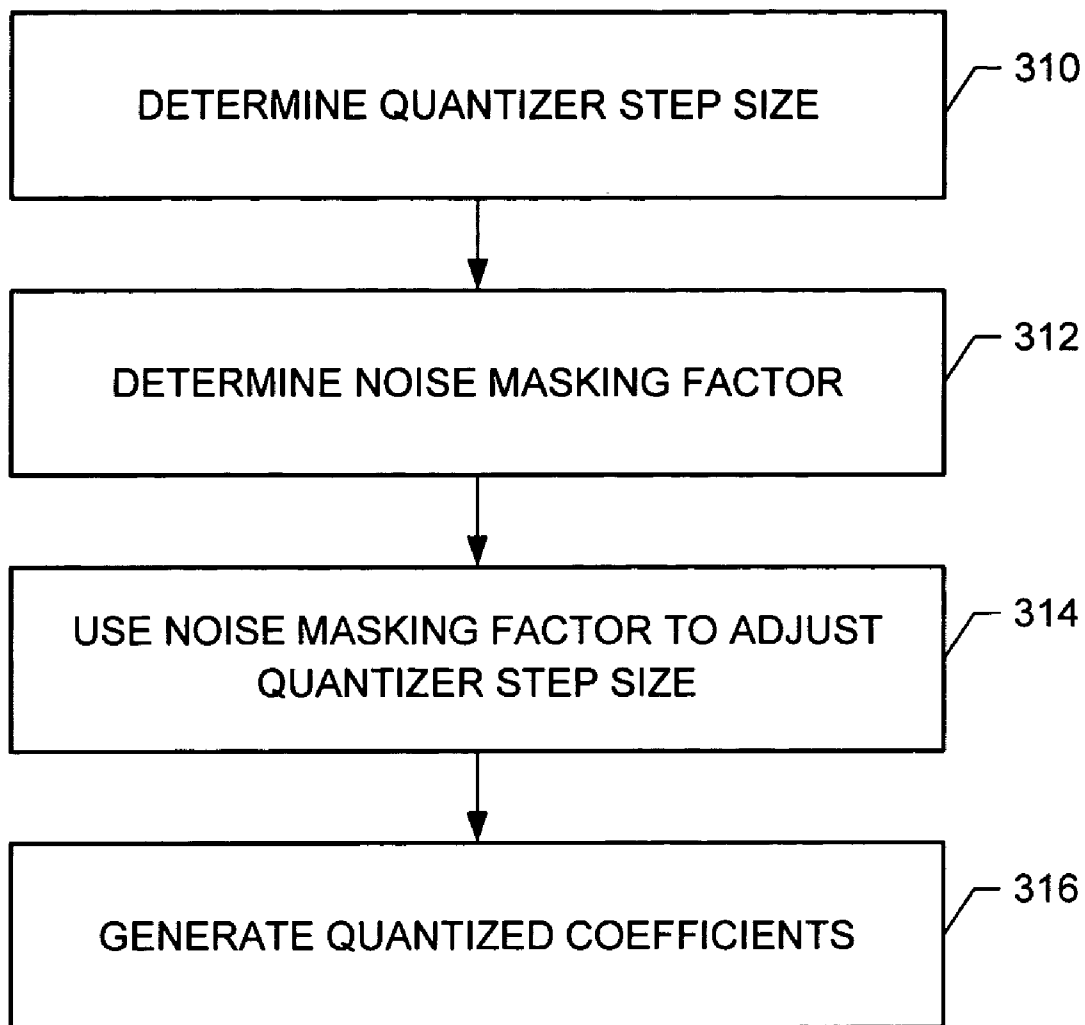 DETERMINE QUANTIZER STEP SIZE
310
DETERMINE NOISE MASKING FACTOR
312
USE NOISE MASKING FACTOR TO ADJUST
QUANTIZER STEP SIZE
314
GENERATE QUANTIZED COEFFICIENTS
316